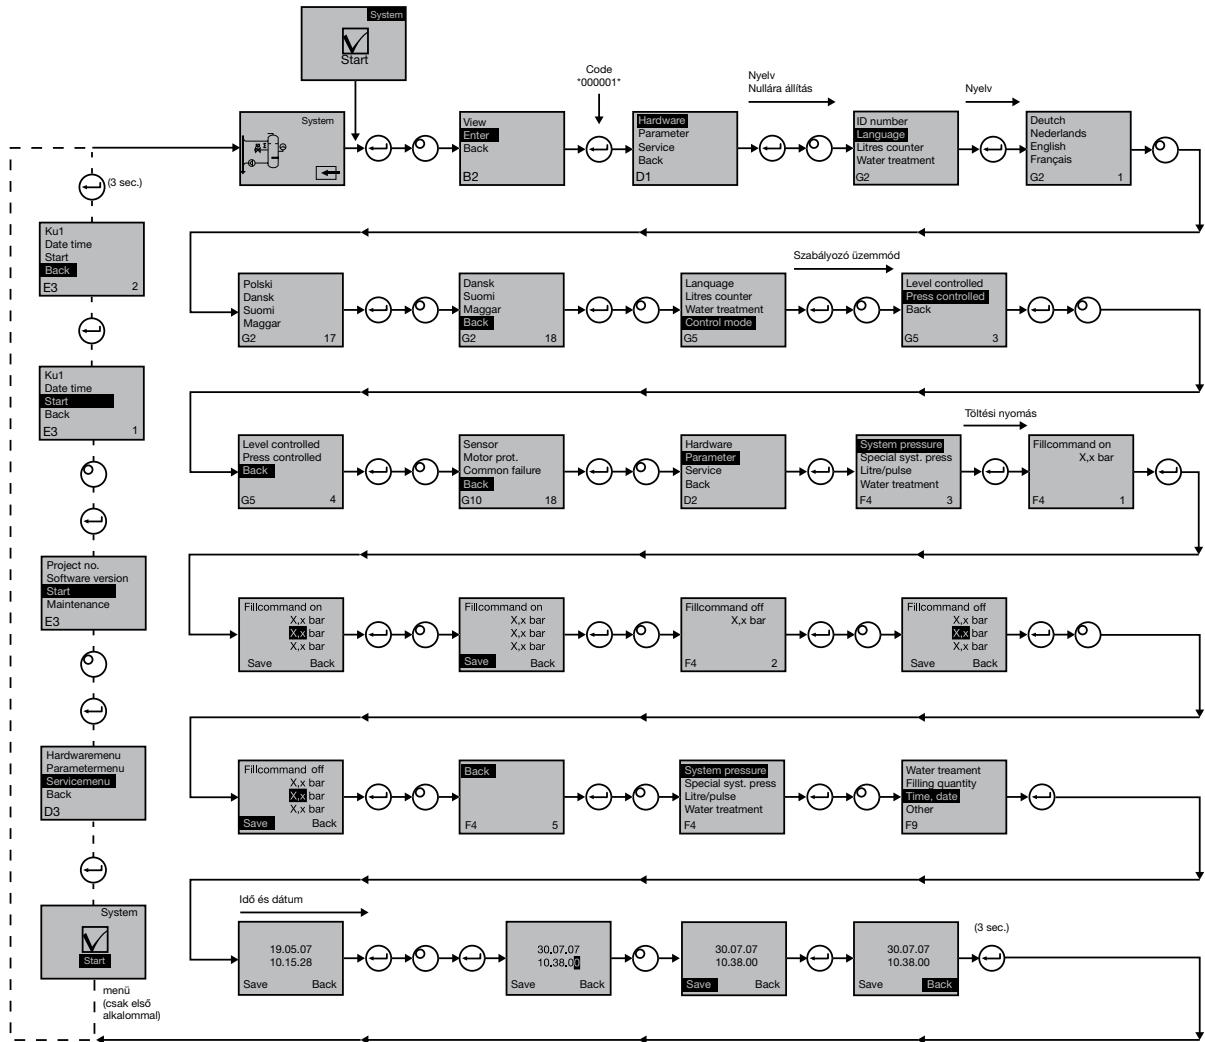 System
Start
Code
"000001"
Nyelv
Nullára állítás
Nyelv
System
View
Enter
Back
B2
Hardware
Parameter
Service
Back
D1
ID number
Language
Litres counter
Water treatment
G2
Deutch
Nederlands
English
Français
G2 1
(3 sec.)
Ku1
Date time
Start
Back
E3 2
Polski
Dansk
Suomi
Maggar
G2 17
Dansk
Suomi
Maggar
Back
G2 18
Lanquage
Litres counter
Water treatment
Control mode
G5
Szabályozó üzemmód
Level controlled
Press controlled
Back
G5 3
Ku1
Date time
Start
Back
E3 1
Level controlled
Press controlled
Back
G5 4
Sensor
Motor prot.
Common failure
Back
G10 18
Hardware
Parameter
Service
Back
D2
System pressure
Special syst. press
Litre/pulse
Water treatment
F4 3
Töltési nyomás
Fillcommand on
X,x bar
F4 1
Project no.
Software version
Start
Maintenance
E3
Fillcommand on
X,x bar
X,x bar
X,x bar
Save Back
Fillcommand on
X,x bar
X,x bar
X,x bar
Save Back
Fillcommand off
X,x bar
F4 2
Fillcommand off
X,x bar
X,x bar
X,x bar
Save Back
Hardwaremenu
Parametermenu
Servicemenu
Back
D3
Fillcommand off
X,x bar
X,x bar
X,x bar
Save Back
Back
F4 5
System pressure
Special syst. press
Litre/pulse
Water treatment
F4
Water treament
Filling quantity
Time, date
Other
F9
System
Start
menü
(csak első
alkalommal)
Idő és dátum
19.05.07
10.15.28
Save Back
30.07.07
10.38.00
Save Back
30.07.07
10.38.00
Save Back
30.07.07
10.38.00
Save Back
(3 sec.)